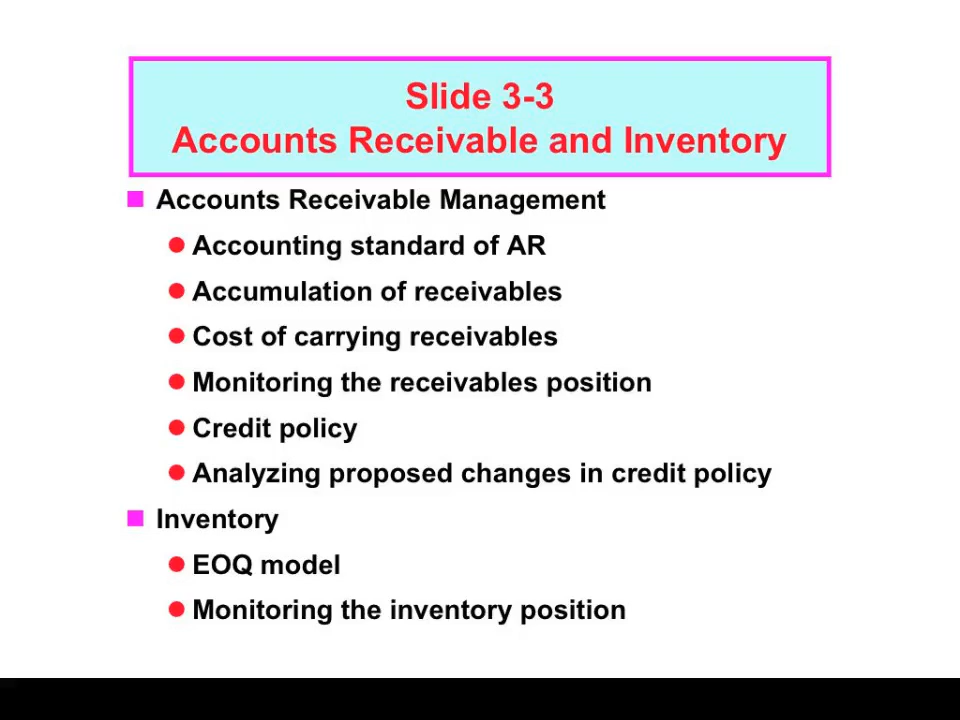 Slide 3-3
Accounts Receivable and Inventory
Accounts Receivable Management
Accounting standard of AR
Accumulation of receivables
Cost of carrying receivables
Monitoring the receivables position
Credit policy
Analyzing proposed changes in credit policy
Inventory
EOQ model
Monitoring the inventory position